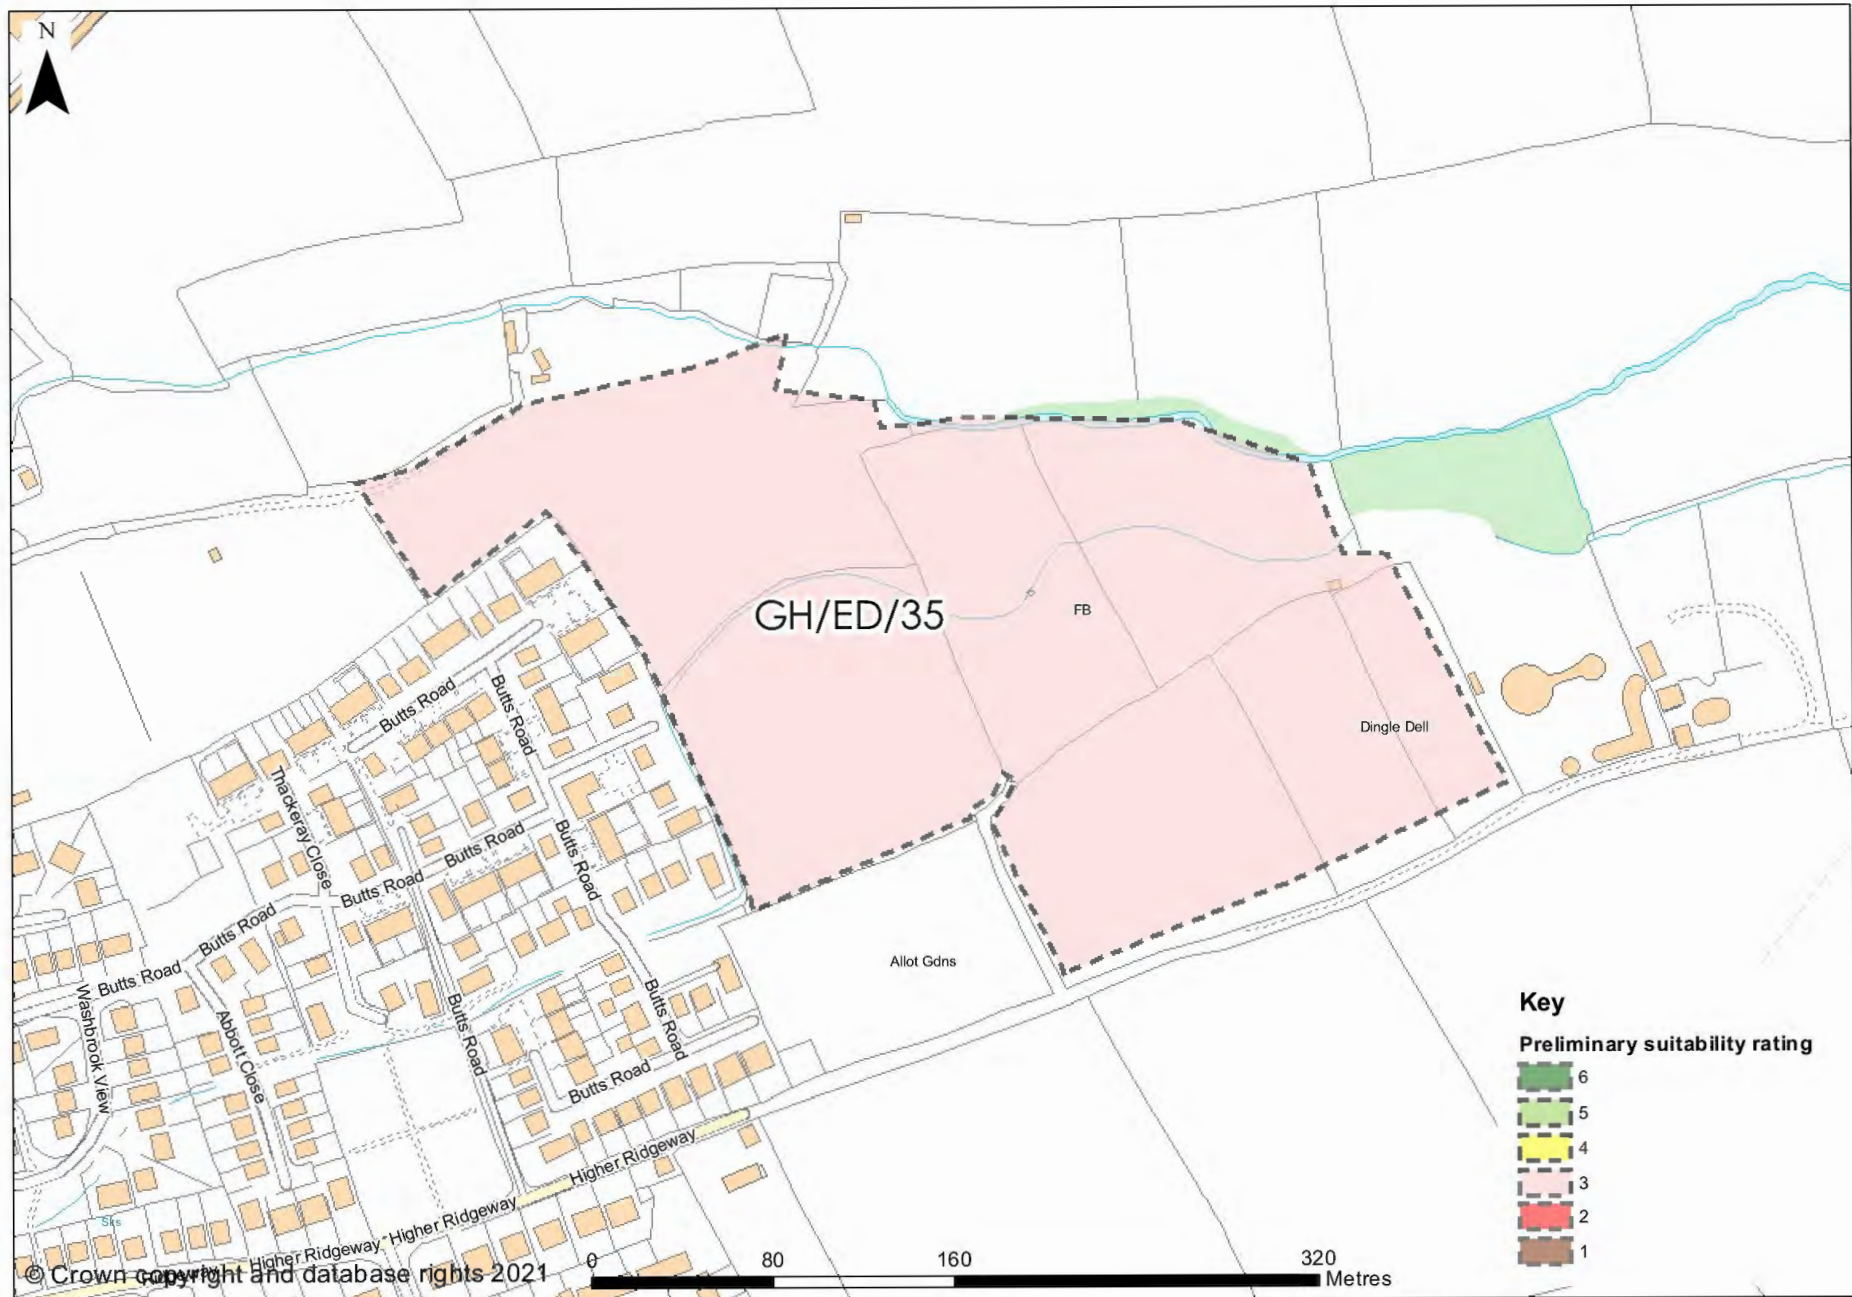 N
GH/ED/35
FB
Dingle Dell
Butts Road
Butts Road
Thackeray Close
Butts Road
Butts Road
Butts Road
Butts Road
Butts Road
Allot Gdns
Washbrook View
Abbott Close
Butts Road
Butts Road
Butts Road
Higher Ridgeway
Higher Ridgeway
Higher Ridgeway
Sks
Key
Preliminary suitability rating
6
5
4
3
2
1
0 80 160 320
Metres
© Crown copyright and database rights 2021